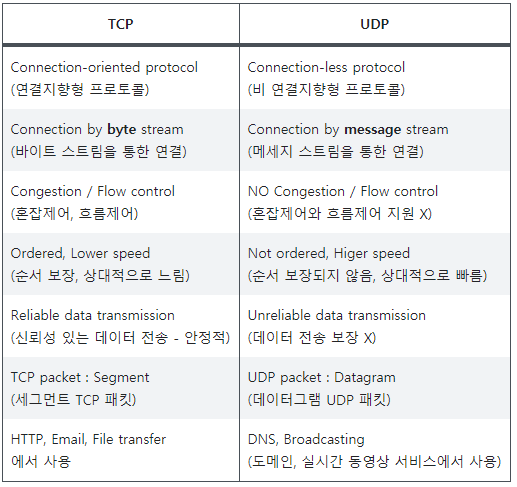 TCP
UDP
Connection-oriented protocol
(연결지향형 프로토콜)
Connection-less protocol
(비 연결지향형 프로토콜)
Connection by byte stream
(바이트 스트림을 통한 연결)
Connection by message stream
(메세지 스트림을 통한 연결)
Congestion / Flow control
(혼잡제어, 흐름제어)
NO Congestion / Flow control
(혼잡제어와 흐름제어 지원 X)
Ordered, Lower speed
(순서 보장, 상대적으로 느림)
Not ordered, Higer speed
(순서 보장되지 않음, 상대적으로 빠름)
Reliable data transmission
(신뢰성 있는 데이터 전송 - 안정적)
Unreliable data transmission
(데이터 전송 보장 X)
TCP packet : Segment
(세그먼트 TCP 패킷)
UDP packet : Datagram
(데이터그램 UDP 패킷)
HTTP, Email, File transfer
에서 사용
DNS, Broadcasting
(도메인, 실시간 동영상 서비스에서 사용)